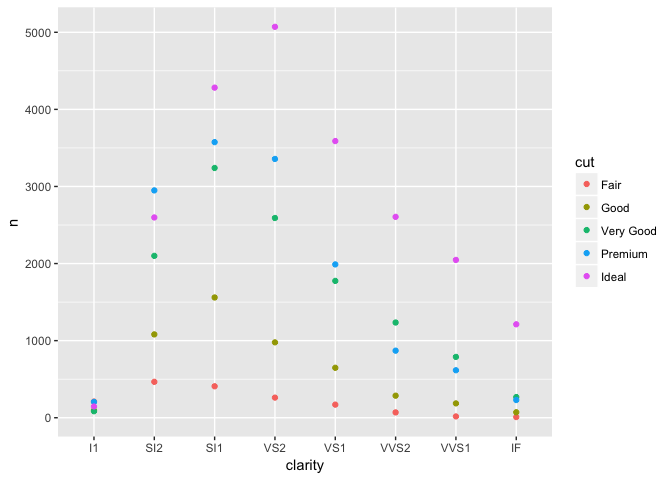 5000
4000
3000
2000
1000
0
n
I1 SI2 SI1 VS2 VS1 VVS2 VVS1 IF
clarity
cut
Fair
Good
Very Good
Premium
Ideal